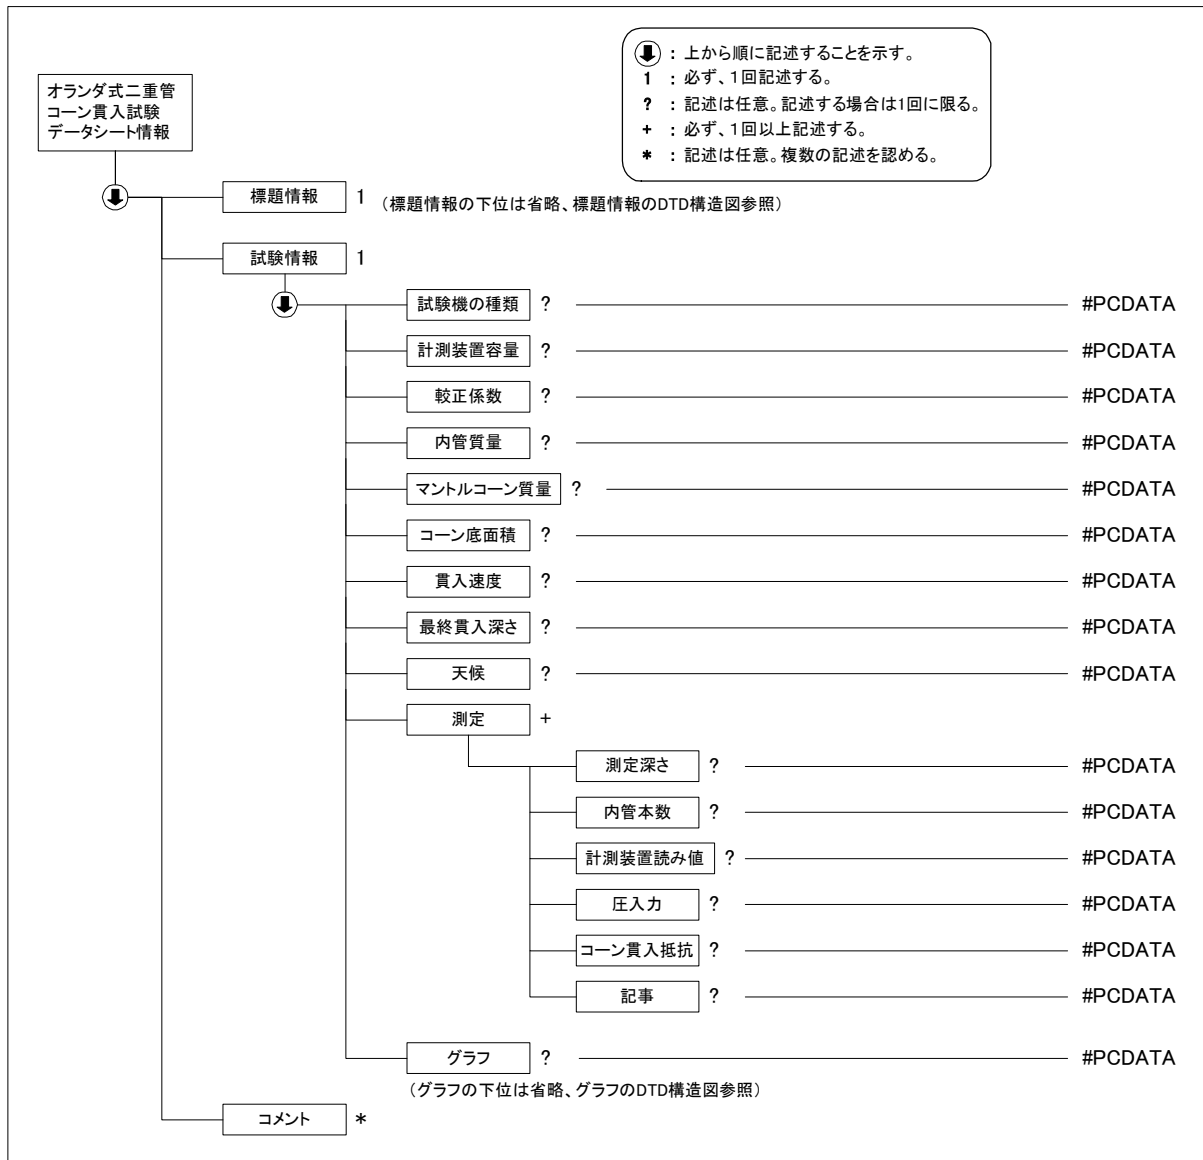 : 上から順に記述することを示す。
1 : 必ず、1回記述する。
? : 記述は任意。記述する場合は1回に限る。
+ : 必ず、1回以上記述する。
* : 記述は任意。複数の記述を認める。
オランダ式二重管
コーン貫入試験
データシート情報
標題情報 1 (標題情報の下位は省略、標題情報のDTD構造図参照)
試験情報 1
試験機の種類 ? #PCDATA
計測装置容量 ? #PCDATA
較正係数 ? #PCDATA
内管質量 ? #PCDATA
マントルコーン質量 ? #PCDATA
コーン底面積 ? #PCDATA
貫入速度 ? #PCDATA
最終貫入深さ ? #PCDATA
天候 ? #PCDATA
測定 +
測定深さ ? #PCDATA
内管本数 ? #PCDATA
計測装置読み値 ? #PCDATA
圧入力 ? #PCDATA
コーン貫入抵抗 ? #PCDATA
記事 ? #PCDATA
グラフ ? #PCDATA
(グラフの下位は省略、グラフのDTD構造図参照)
コメント *